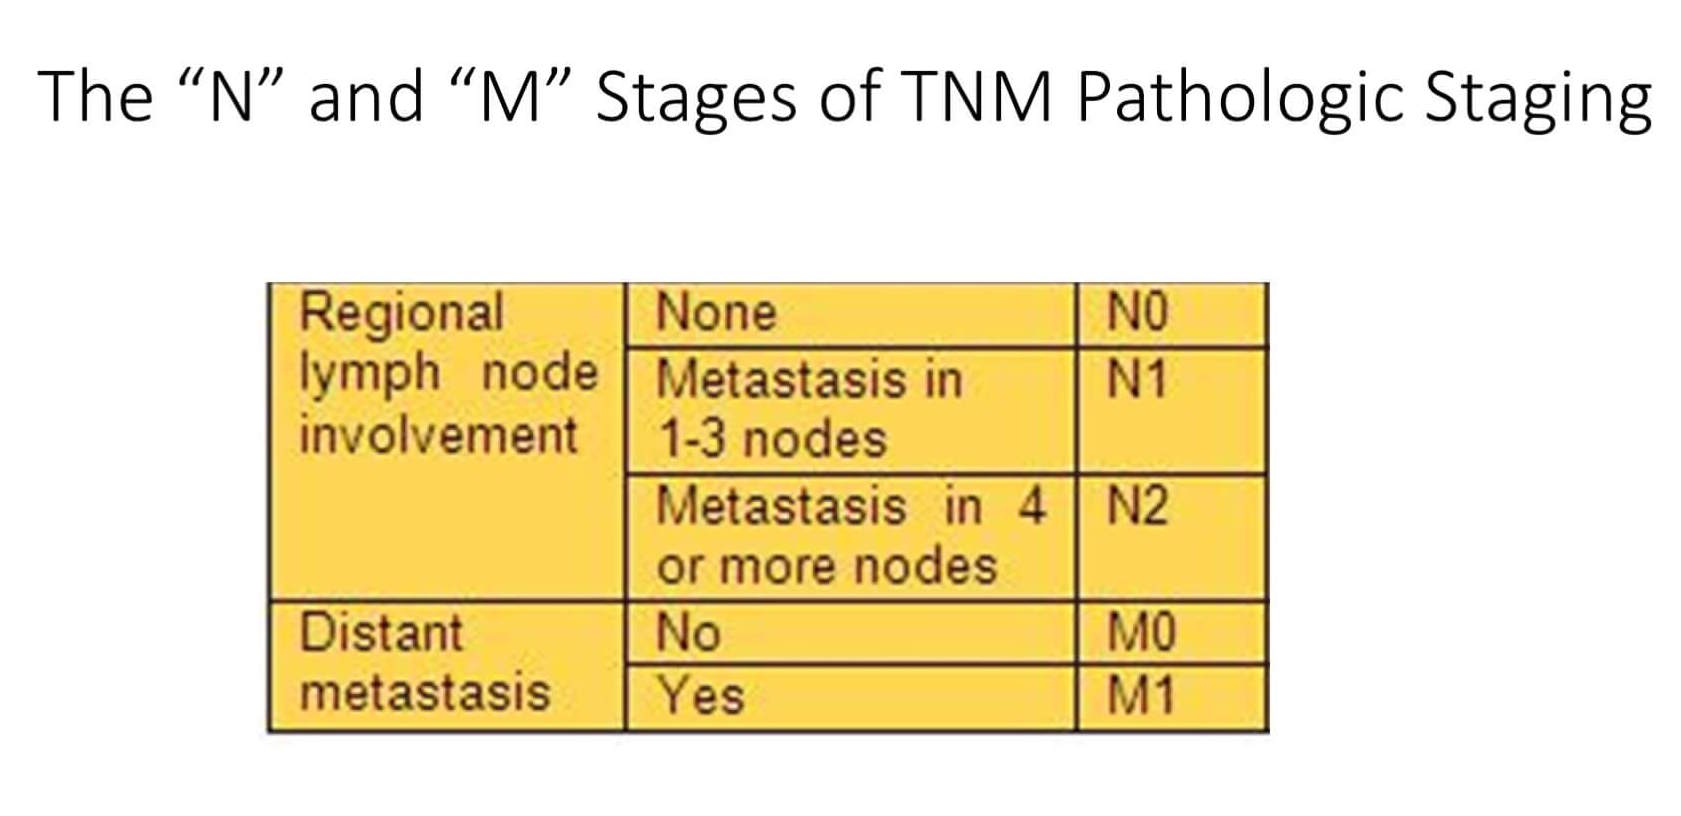 The “N” and “M” Stages of TNM Pathologic Staging
Regional
lymph node
involvement
None
N0
Metastasis in
1-3 nodes
N1
Metastasis in 4
or more nodes
N2
Distant
metastasis
No
M0
Yes
M1